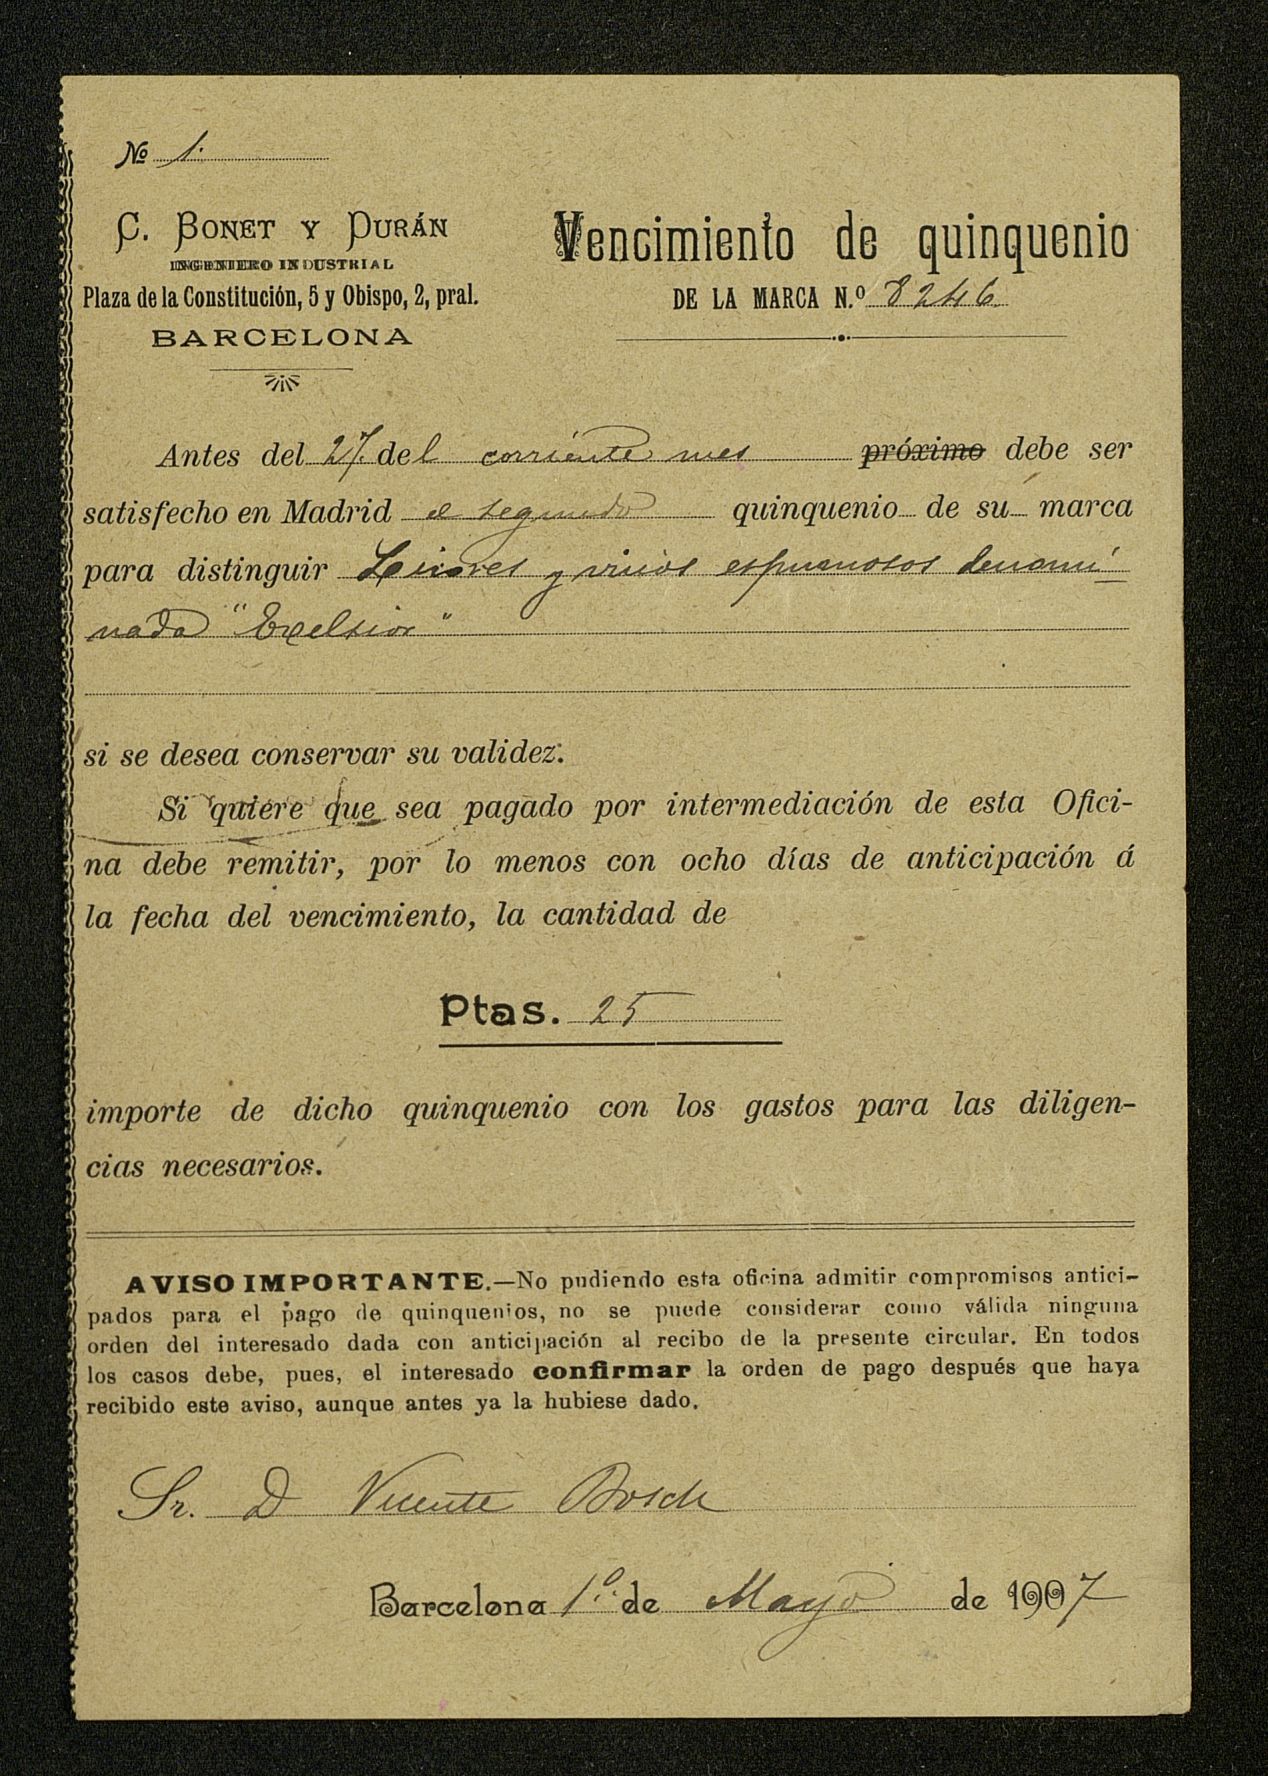 Nº 1.
C. BONET Y DURÁN
INGENIERO INDUSTRIAL
Plaza de la Constitución, 5 y Obispo, 2, pral.
BARCELONA
Vencimiento de quinquenio
DE LA MARCA N.º 8246
Antes del 27 del corriente mes próximo debe ser
satisfecho en Madrid el segundo quinquenio de su marca
para distinguir Licores y vinos espumosos denomi-
nada "Excelsior"
si se desea conservar su validez.
Si quiere que sea pagado por intermediación de esta Ofici-
na debe remitir, por lo menos con ocho días de anticipación á
la fecha del vencimiento, la cantidad de
Ptas. 25
importe de dicho quinquenio con los gastos para las diligen-
cias necesarios.
AVISO IMPORTANTE.—No pudiendo esta oficina admitir compromisos antici-
pados para el pago de quinquenios, no se puede considerar como válida ninguna
orden del interesado dada con anticipación al recibo de la presente circular. En todos
los casos debe, pues, el interesado confirmar la orden de pago después que haya
recibido este aviso, aunque antes ya la hubiese dado.
Sr. D Vicente Bosch
Barcelona 1º. de Mayo de 1907